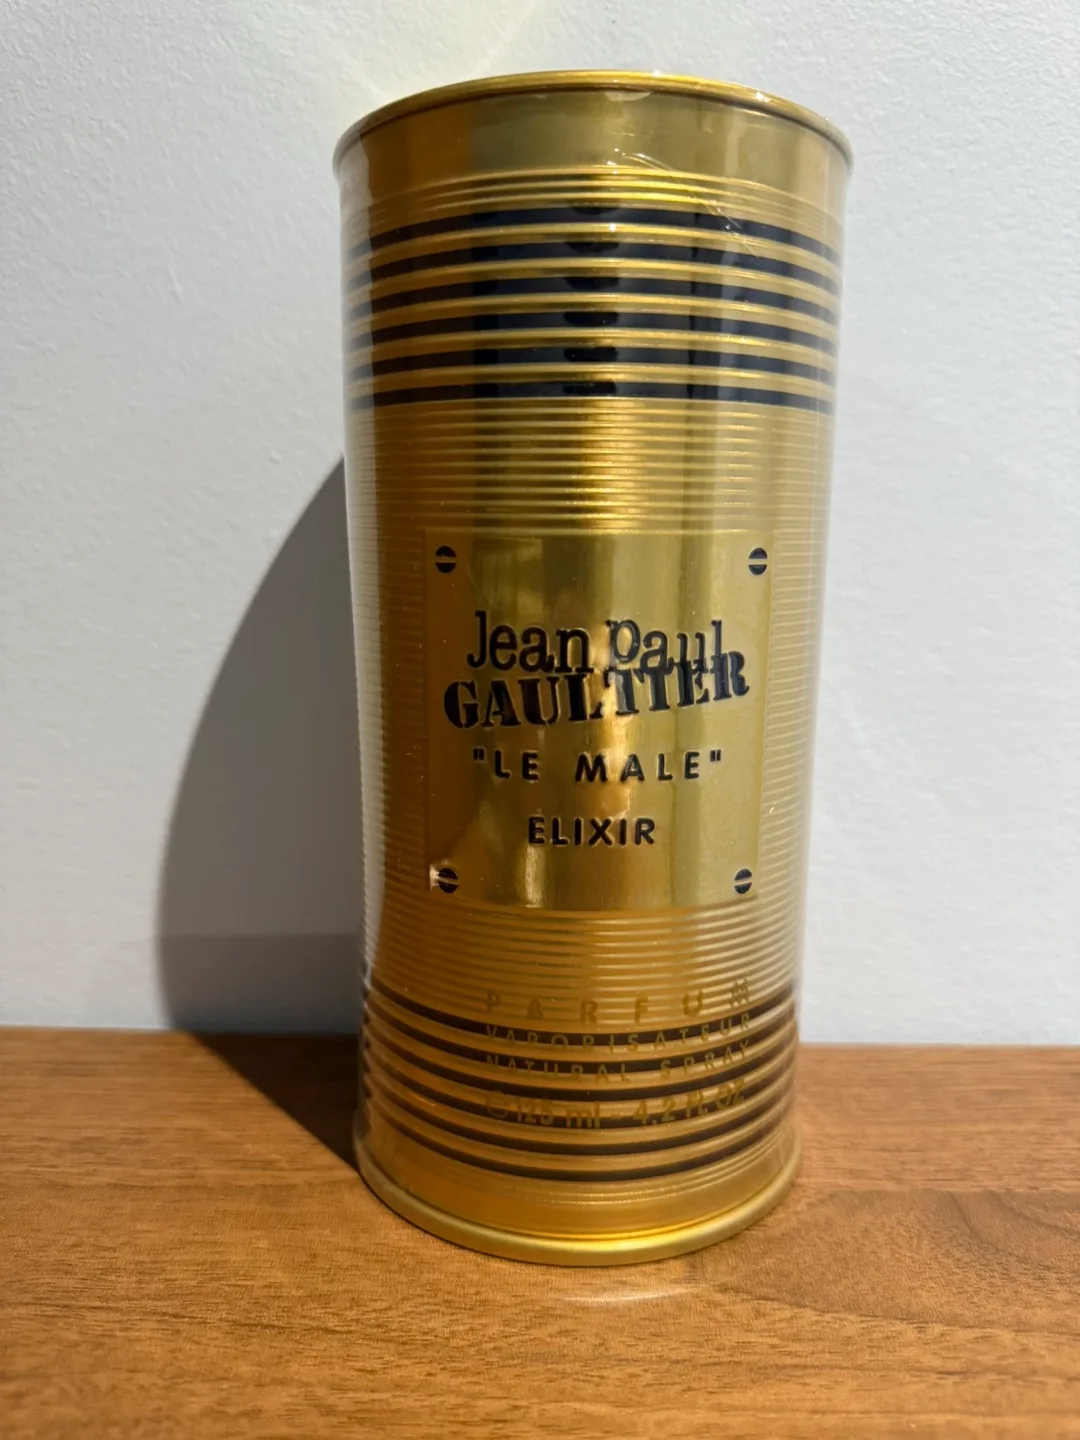 Jean Paul
GAULTIER
"LE MALE"
ELIXIR
PARFUM
VAPORISATEUR
NATURAL SPRAY
℮ 125 ml - 4.2 fl. oz